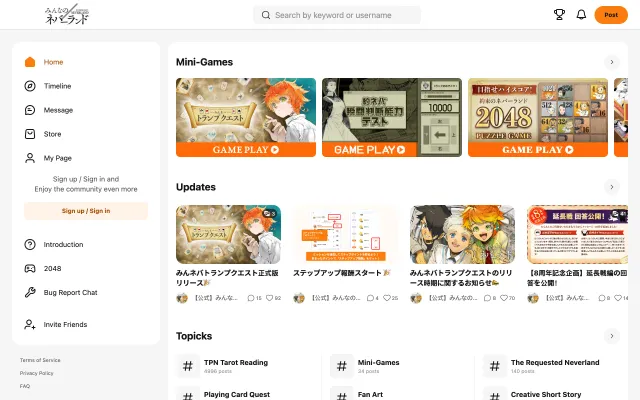 みんなの
ネバーランド
Search by keyword or username
Post
Home
Timeline
Message
Store
My Page
Sign up / Sign in and
Enjoy the community even more
Sign up / Sign in
Introduction
2048
Bug Report Chat
Invite Friends
Terms of Service
Privacy Policy
FAQ
Mini-Games
トランプクエスト
GAME PLAY
約ネバ
瞬間判断能力
テスト
10000
GAME PLAY
目指せハイスコア!
約束のネバーランド
2048
PUZZLE GAME
GAME PLAY
Updates
トランプクエスト
3
延長戦 回答公開!
みんネバトランプクエスト正式版
リリース🎉
【公式】みんな... 15 92
ステップアップ報酬スタート 🎉
【公式】みんなの... 4 35
みんネバトランプクエストのリリ
ース時期に関するお知らせ
【公式】みんなの... 8 70
【8周年記念企画】延長戦編の回
答を公開!
【公式】みんなの... 8
Topicks
TPN Tarot Reading
4996 posts
Mini-Games
34 posts
The Requested Neverland
140 posts
Playing Card Quest
Fan Art
Creative Short Story